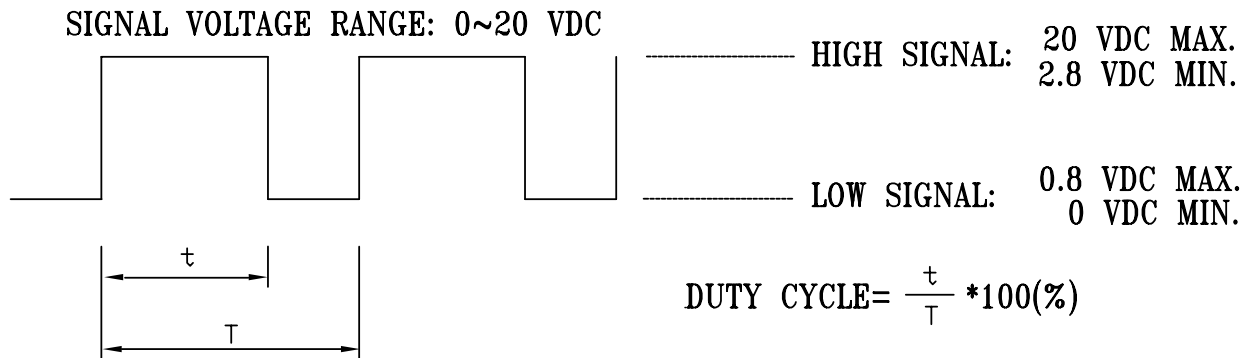 SIGNAL VOLTAGE RANGE: 0~20 VDC
HIGH SIGNAL: 20 VDC MAX.
2.8 VDC MIN.
LOW SIGNAL: 0.8 VDC MAX.
0 VDC MIN.
t
T
DUTY CYCLE= t/T *100(%)